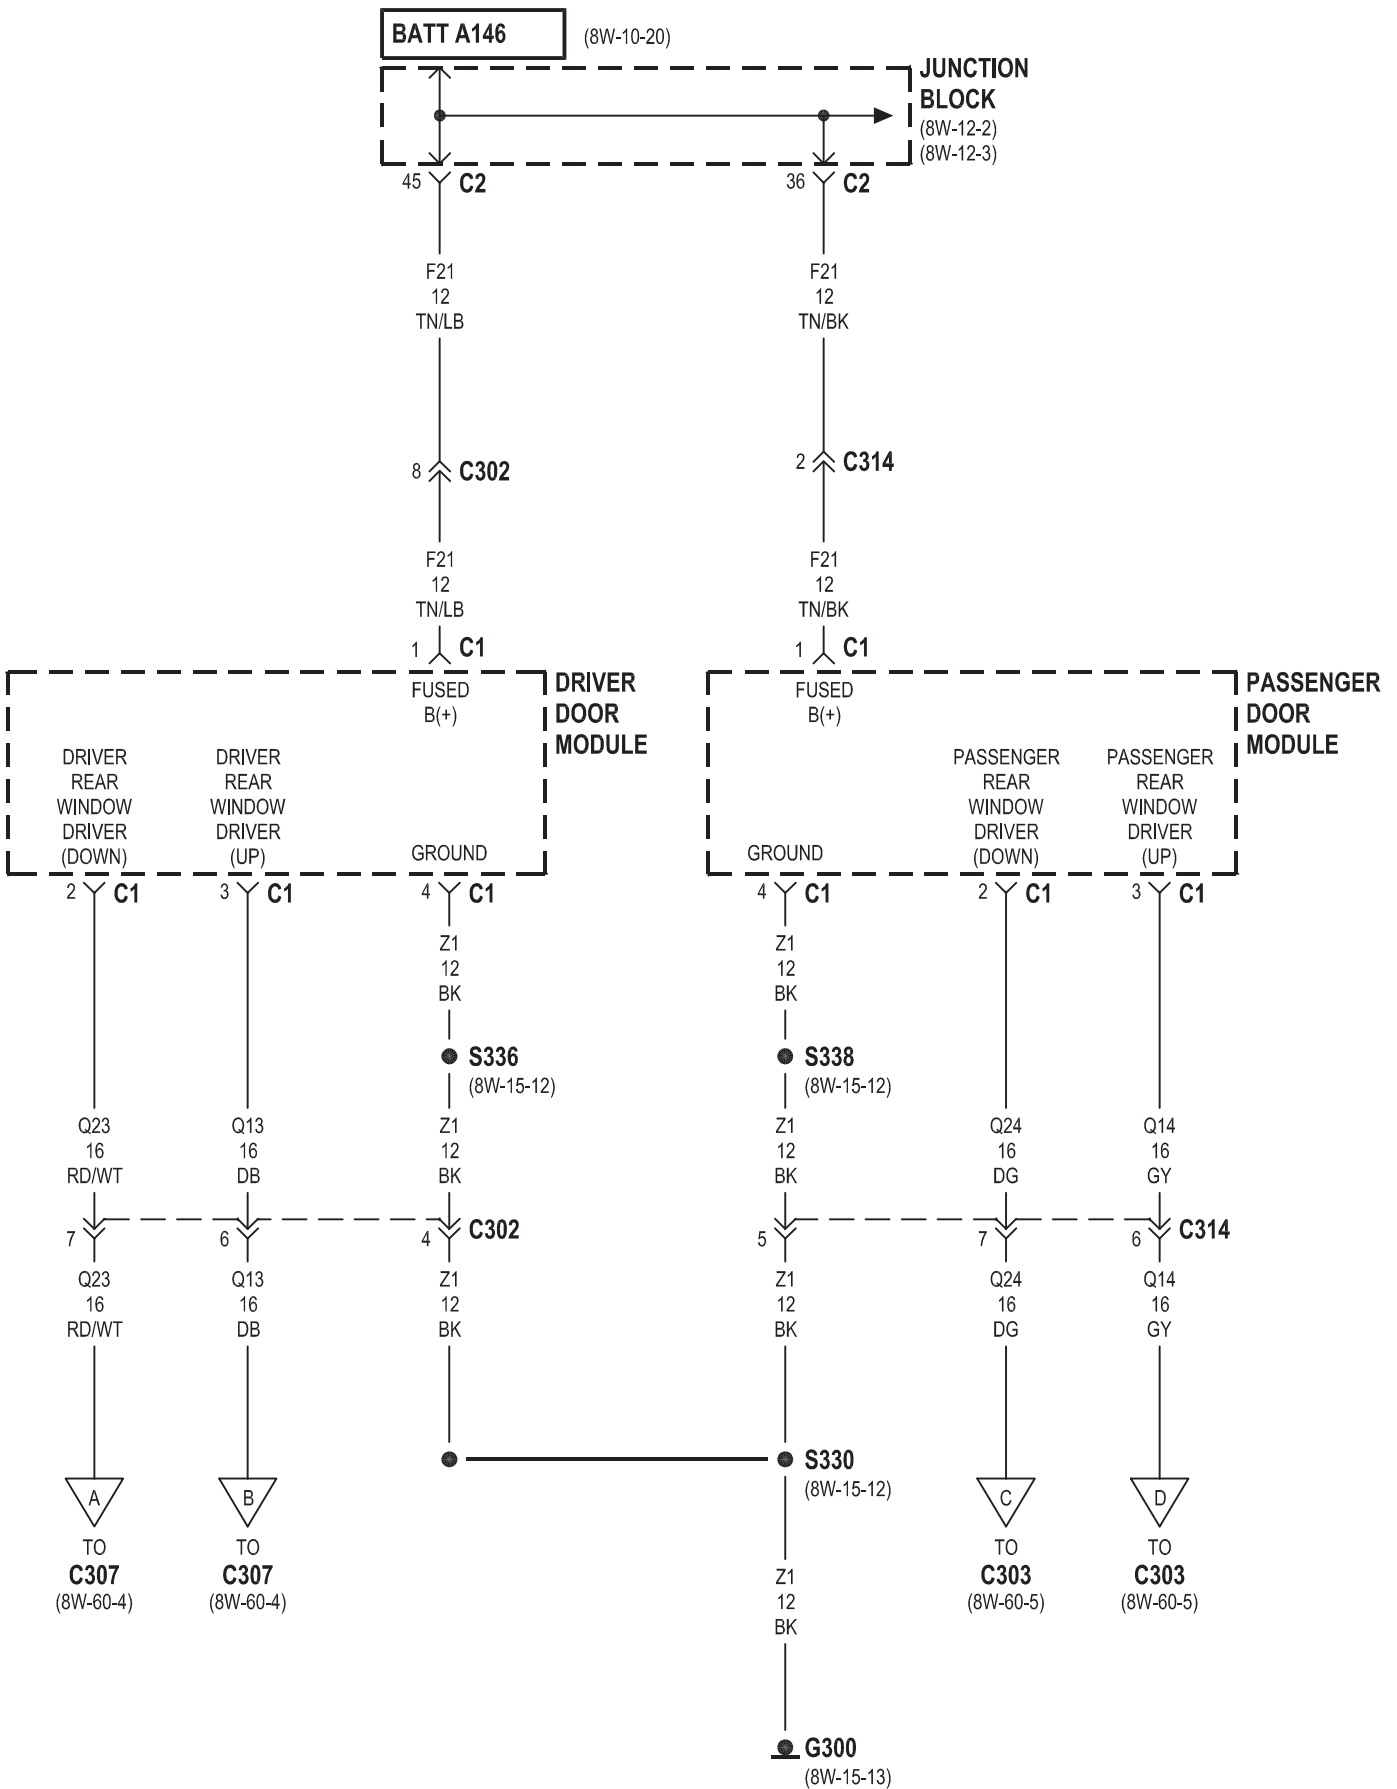 BATT A146 (8W-10-20)
JUNCTION
BLOCK
(8W-12-2)
(8W-12-3)
45 C2 36 C2
F21 F21
12 12
TN/LB TN/BK
8 C302 2 C314
F21 F21
12 12
TN/LB TN/BK
1 C1 1 C1
FUSED
B(+)
DRIVER
DOOR
MODULE
FUSED
B(+)
PASSENGER
DOOR
MODULE
DRIVER
REAR
WINDOW
DRIVER
(DOWN)
DRIVER
REAR
WINDOW
DRIVER
(UP)
GROUND
GROUND
PASSENGER
REAR
WINDOW
DRIVER
(DOWN)
PASSENGER
REAR
WINDOW
DRIVER
(UP)
2 C1 3 C1 4 C1 4 C1 2 C1 3 C1
Z1 Z1
12 12
BK BK
S336 S338
(8W-15-12) (8W-15-12)
Q23 Q13 Z1 Z1 Q24 Q14
16 16 12 12 16 16
RD/WT DB BK BK DG GY
7 6 4 C302 5 7 6 C314
Q23 Q13 Z1 Z1 Q24 Q14
16 16 12 12 16 16
RD/WT DB BK BK DG GY
S330
(8W-15-12)
A B C D
TO TO TO TO
C307 C307 C303 C303
(8W-60-4) (8W-60-4) (8W-60-5) (8W-60-5)
Z1
12
BK
G300
(8W-15-13)